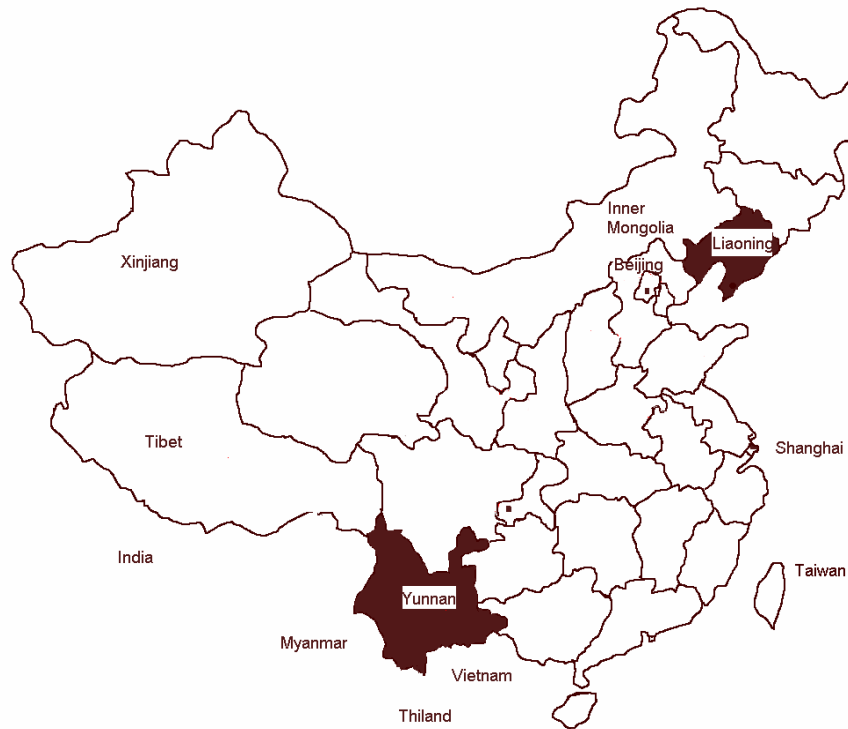 Inner
Mongolia
Liaoning
Xinjiang
Beijing
Tibet
Shanghai
India
Taiwan
Yunnan
Myanmar
Vietnam
Thiland